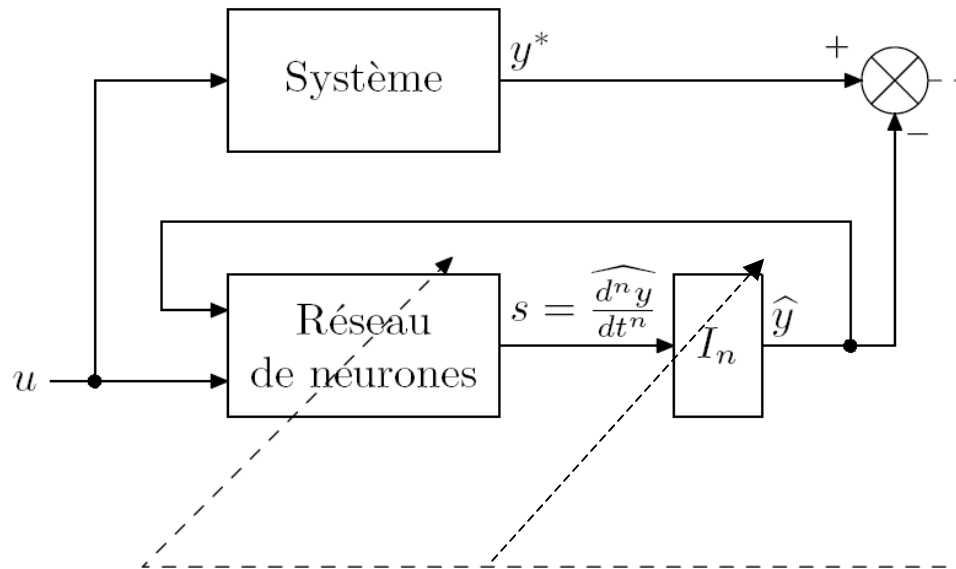 Système
y*
+
−
Réseau
de neurones
s = \widehat{\frac{d^n y}{dt^n}}
I_n
\widehat{y}
u